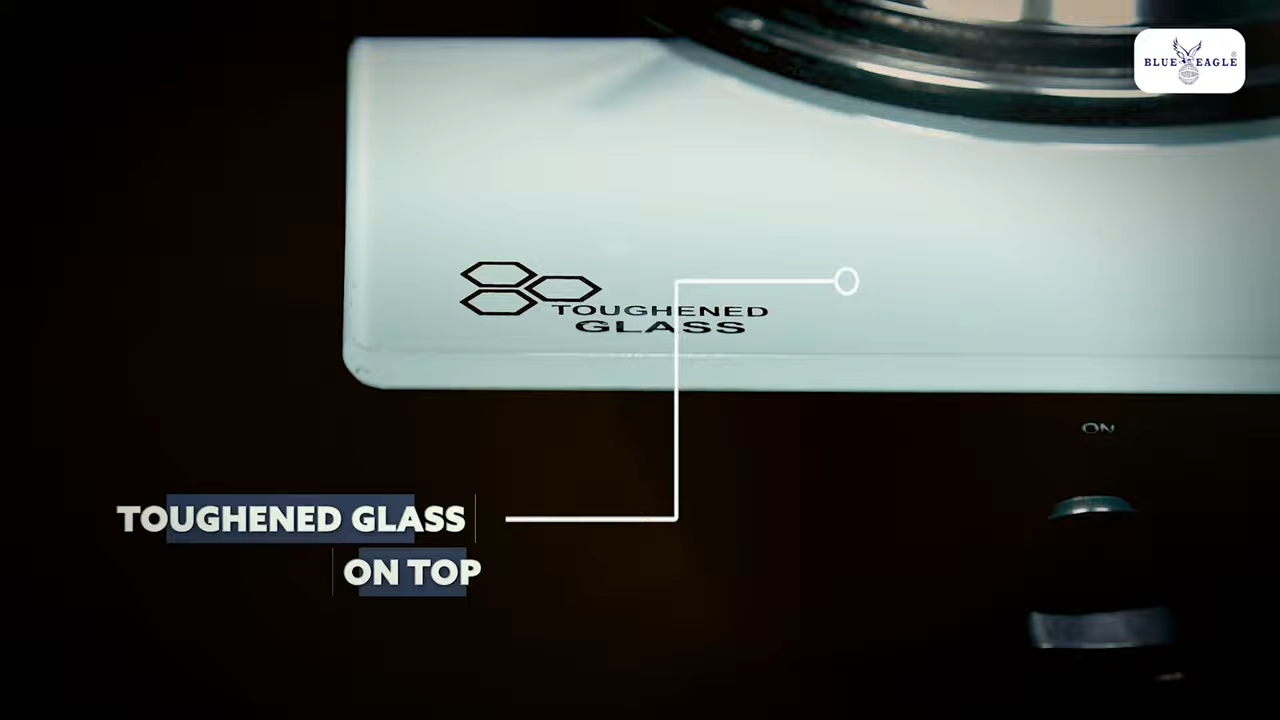 BLUE EAGLE®
TOUGHENED
GLASS
ON
TOUGHENED GLASS
ON TOP